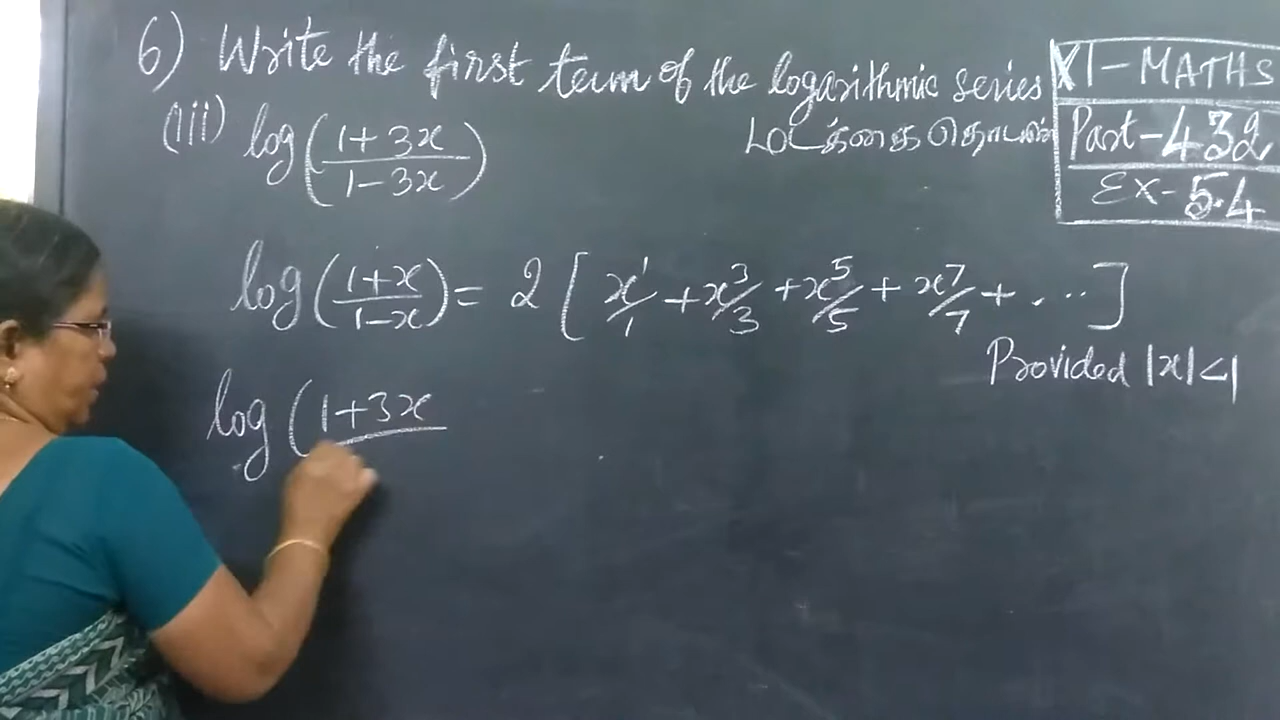 6) Write the first term of the logarithmic series
(iii) log((1+3x)/(1-3x))
XI-MATHS
Part-432
Ex-5.4
log((1+x)/(1-x)) = 2[x¹/1 + x³/3 + x⁵/5 + x⁷/7 + ...]
Provided |x|<1
log(1+3x